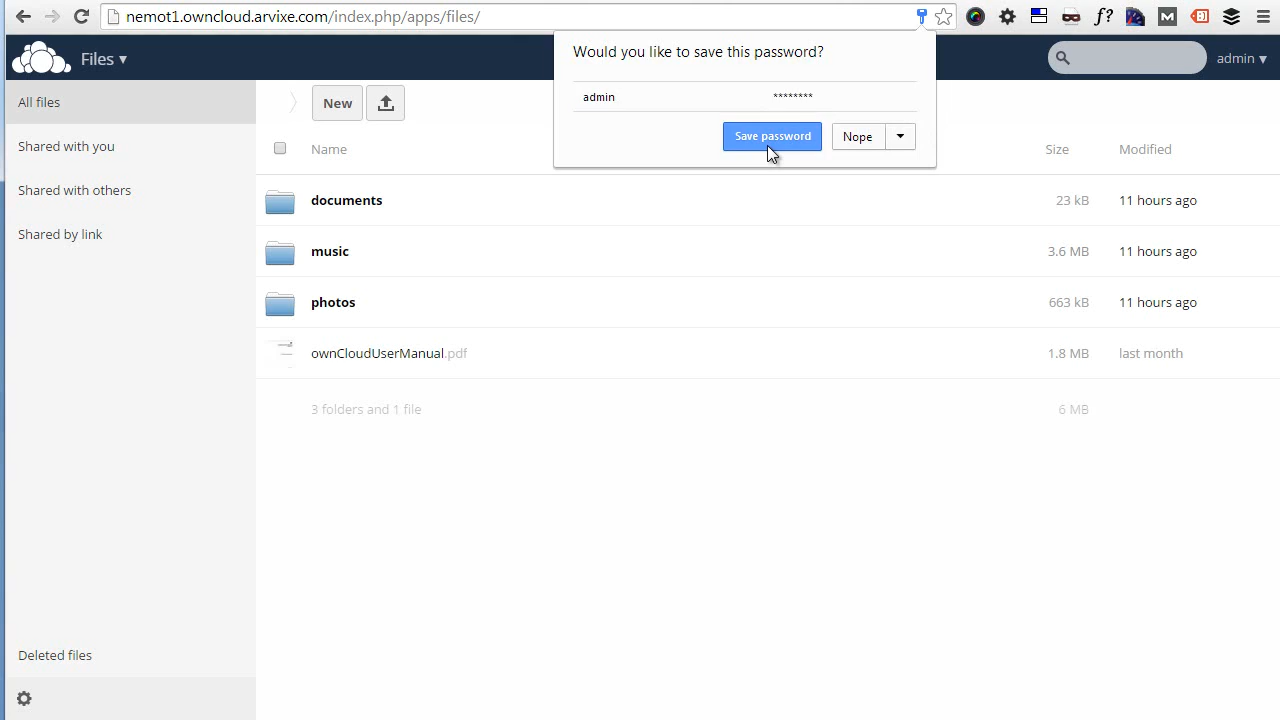 nemot1.owncloud.arvixe.com/index.php/apps/files/
Files ▾
admin ▾
Would you like to save this password?
admin ********
Save password Nope
All files
Shared with you
Shared with others
Shared by link
Deleted files
New
Name Size Modified
documents 23 kB 11 hours ago
music 3.6 MB 11 hours ago
photos 663 kB 11 hours ago
ownCloudUserManual.pdf 1.8 MB last month
3 folders and 1 file 6 MB